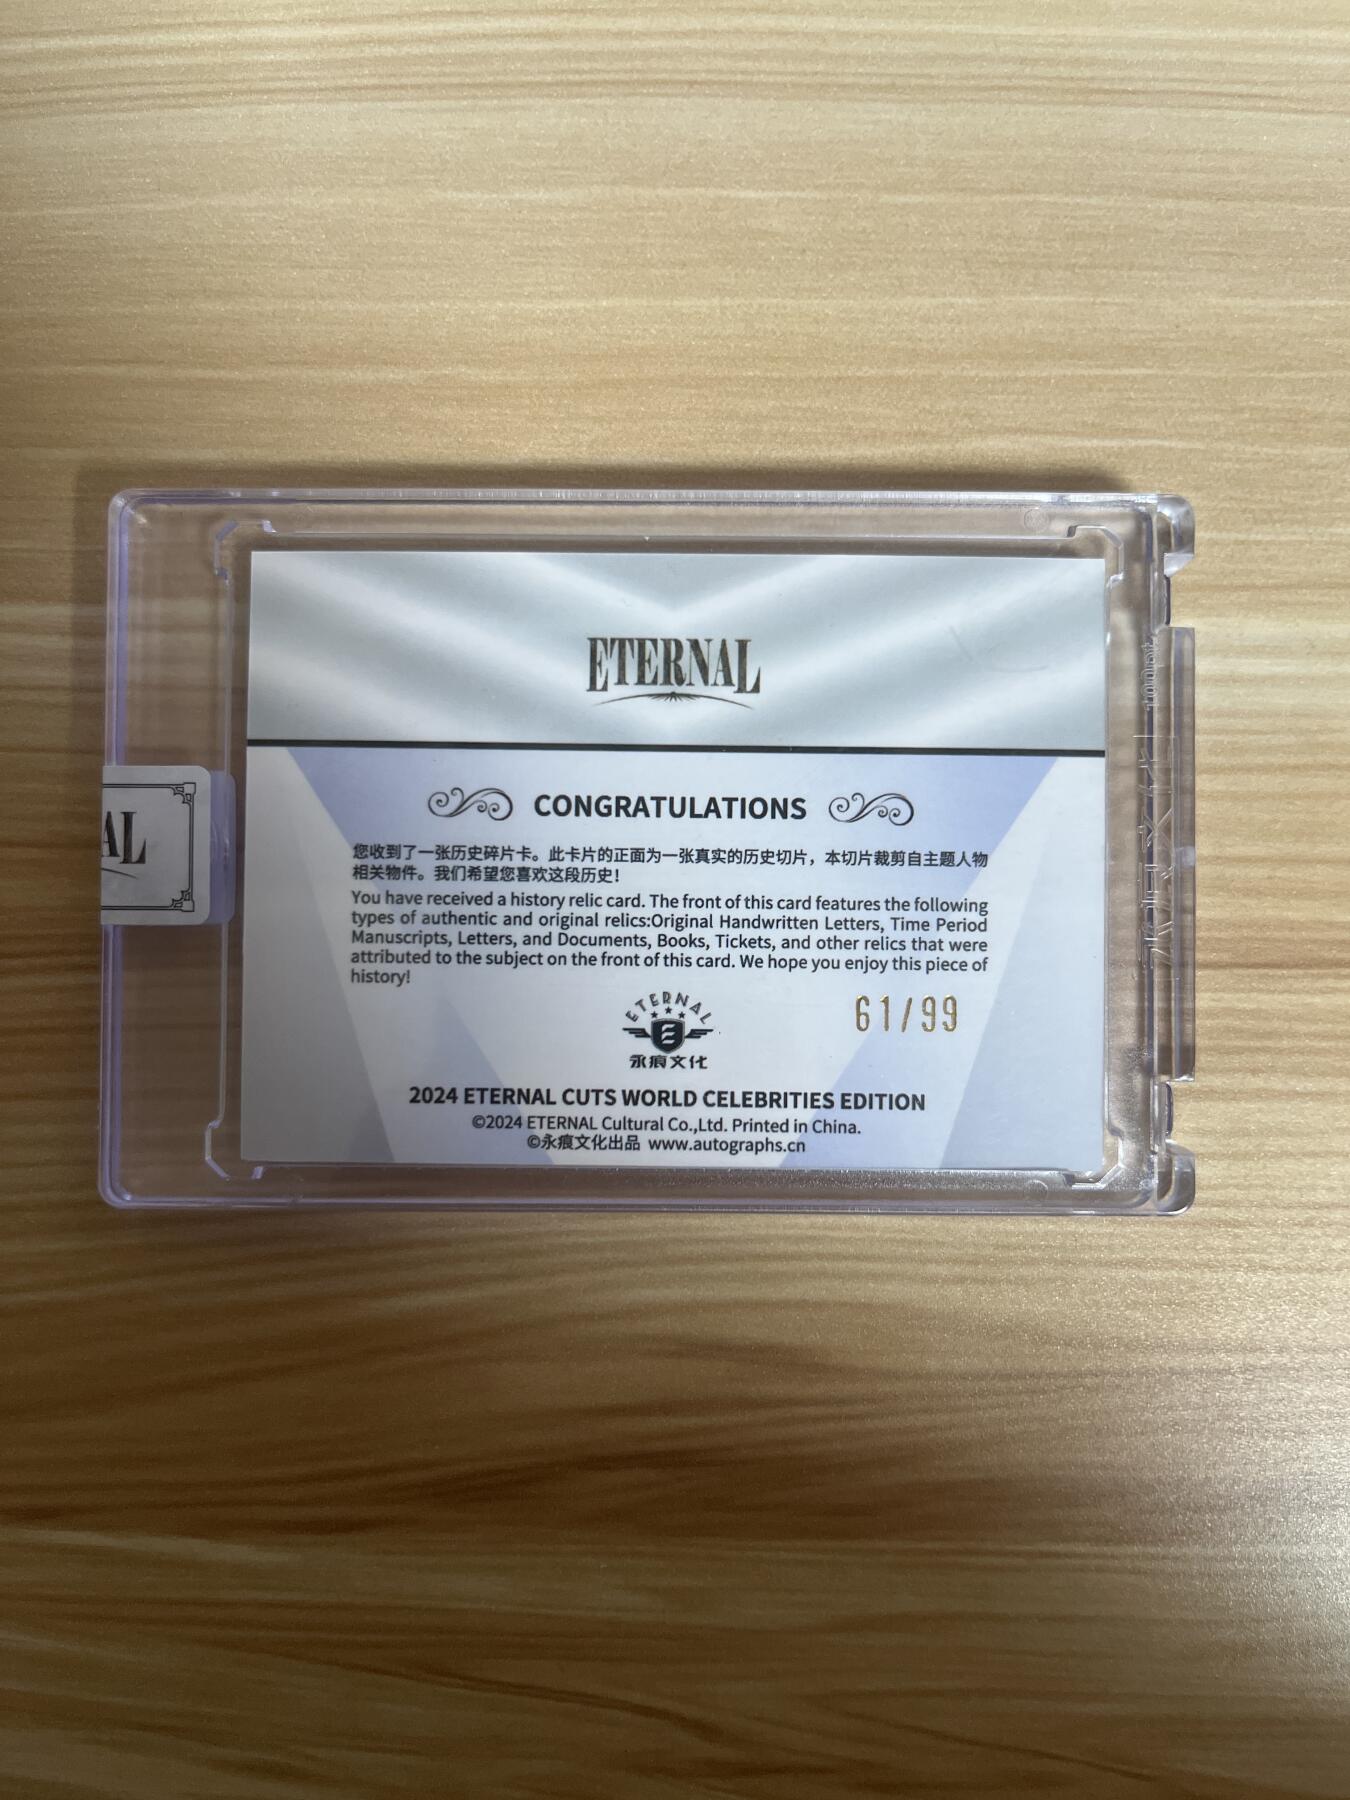 ETERNAL
CONGRATULATIONS
您收到了一张历史碎片卡。此卡片的正面为一张真实的历史切片，本切片裁剪自主题人物
相关物件。我们希望您喜欢这段历史！
You have received a history relic card. The front of this card features the following
types of authentic and original relics:Original Handwritten Letters, Time Period
Manuscripts, Letters, and Documents, Books, Tickets, and other relics that were
attributed to the subject on the front of this card. We hope you enjoy this piece of
history!
61/99
ETERNAL
永痕文化
2024 ETERNAL CUTS WORLD CELEBRITIES EDITION
©2024 ETERNAL Cultural Co.,Ltd. Printed in China.
©永痕文化出品 www.autographs.cn
AL
永痕文化